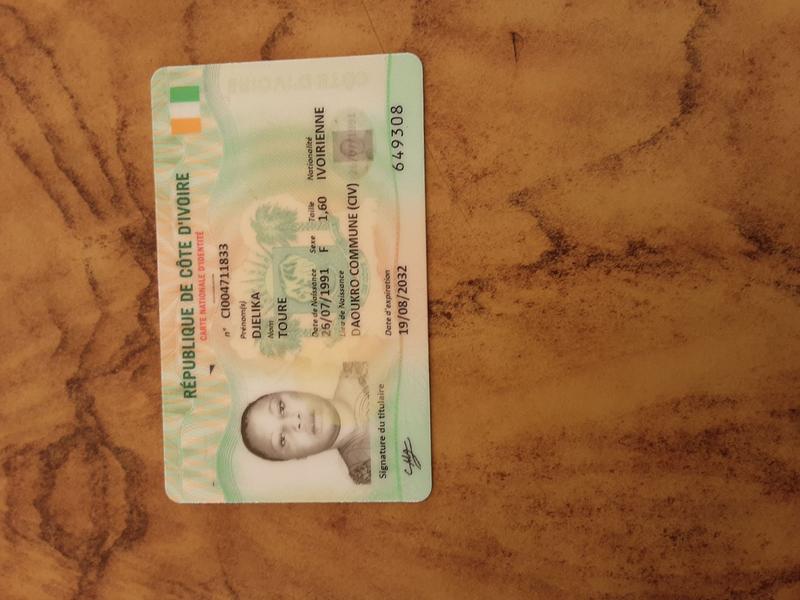 RÉPUBLIQUE DE CÔTE D'IVOIRE
CARTE NATIONALE D'IDENTITÉ
n° CI004711833
Prénom(s)
DJELIKA
Nom
TOURE
Date de Naissance Sexe Taille Nationalité
26/07/1991 F 1,60 IVOIRIENNE
Lieu de Naissance
DAOUKRO COMMUNE (CIV)
Date d'expiration
19/08/2032
649308
Signature du titulaire